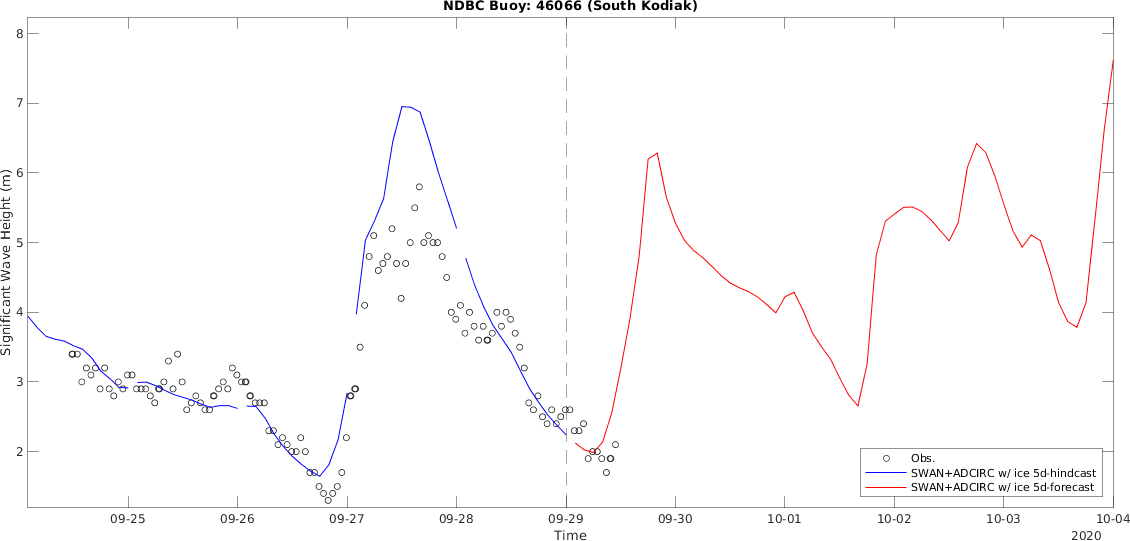 NDBC Buoy: 46066 (South Kodiak)
8
7
6
5
4
3
2
Significant Wave Height (m)
Obs.
SWAN+ADCIRC w/ ice 5d-hindcast
SWAN+ADCIRC w/ ice 5d-forecast
09-25 09-26 09-27 09-28 09-29 09-30 10-01 10-02 10-03 10-04
Time
2020